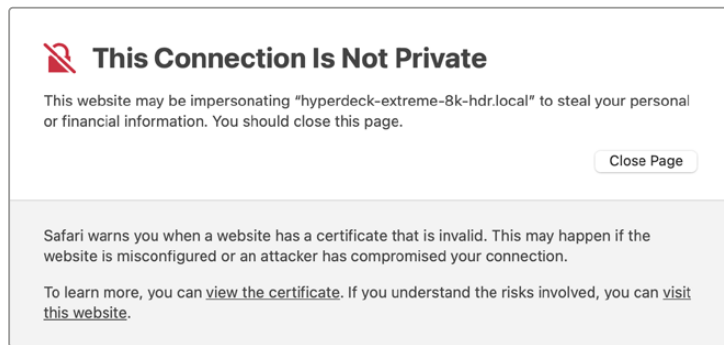 This Connection Is Not Private
This website may be impersonating “hyperdeck-extreme-8k-hdr.local” to steal your personal
or financial information. You should close this page.
Close Page
Safari warns you when a website has a certificate that is invalid. This may happen if the
website is misconfigured or an attacker has compromised your connection.
To learn more, you can view the certificate. If you understand the risks involved, you can visit
this website.